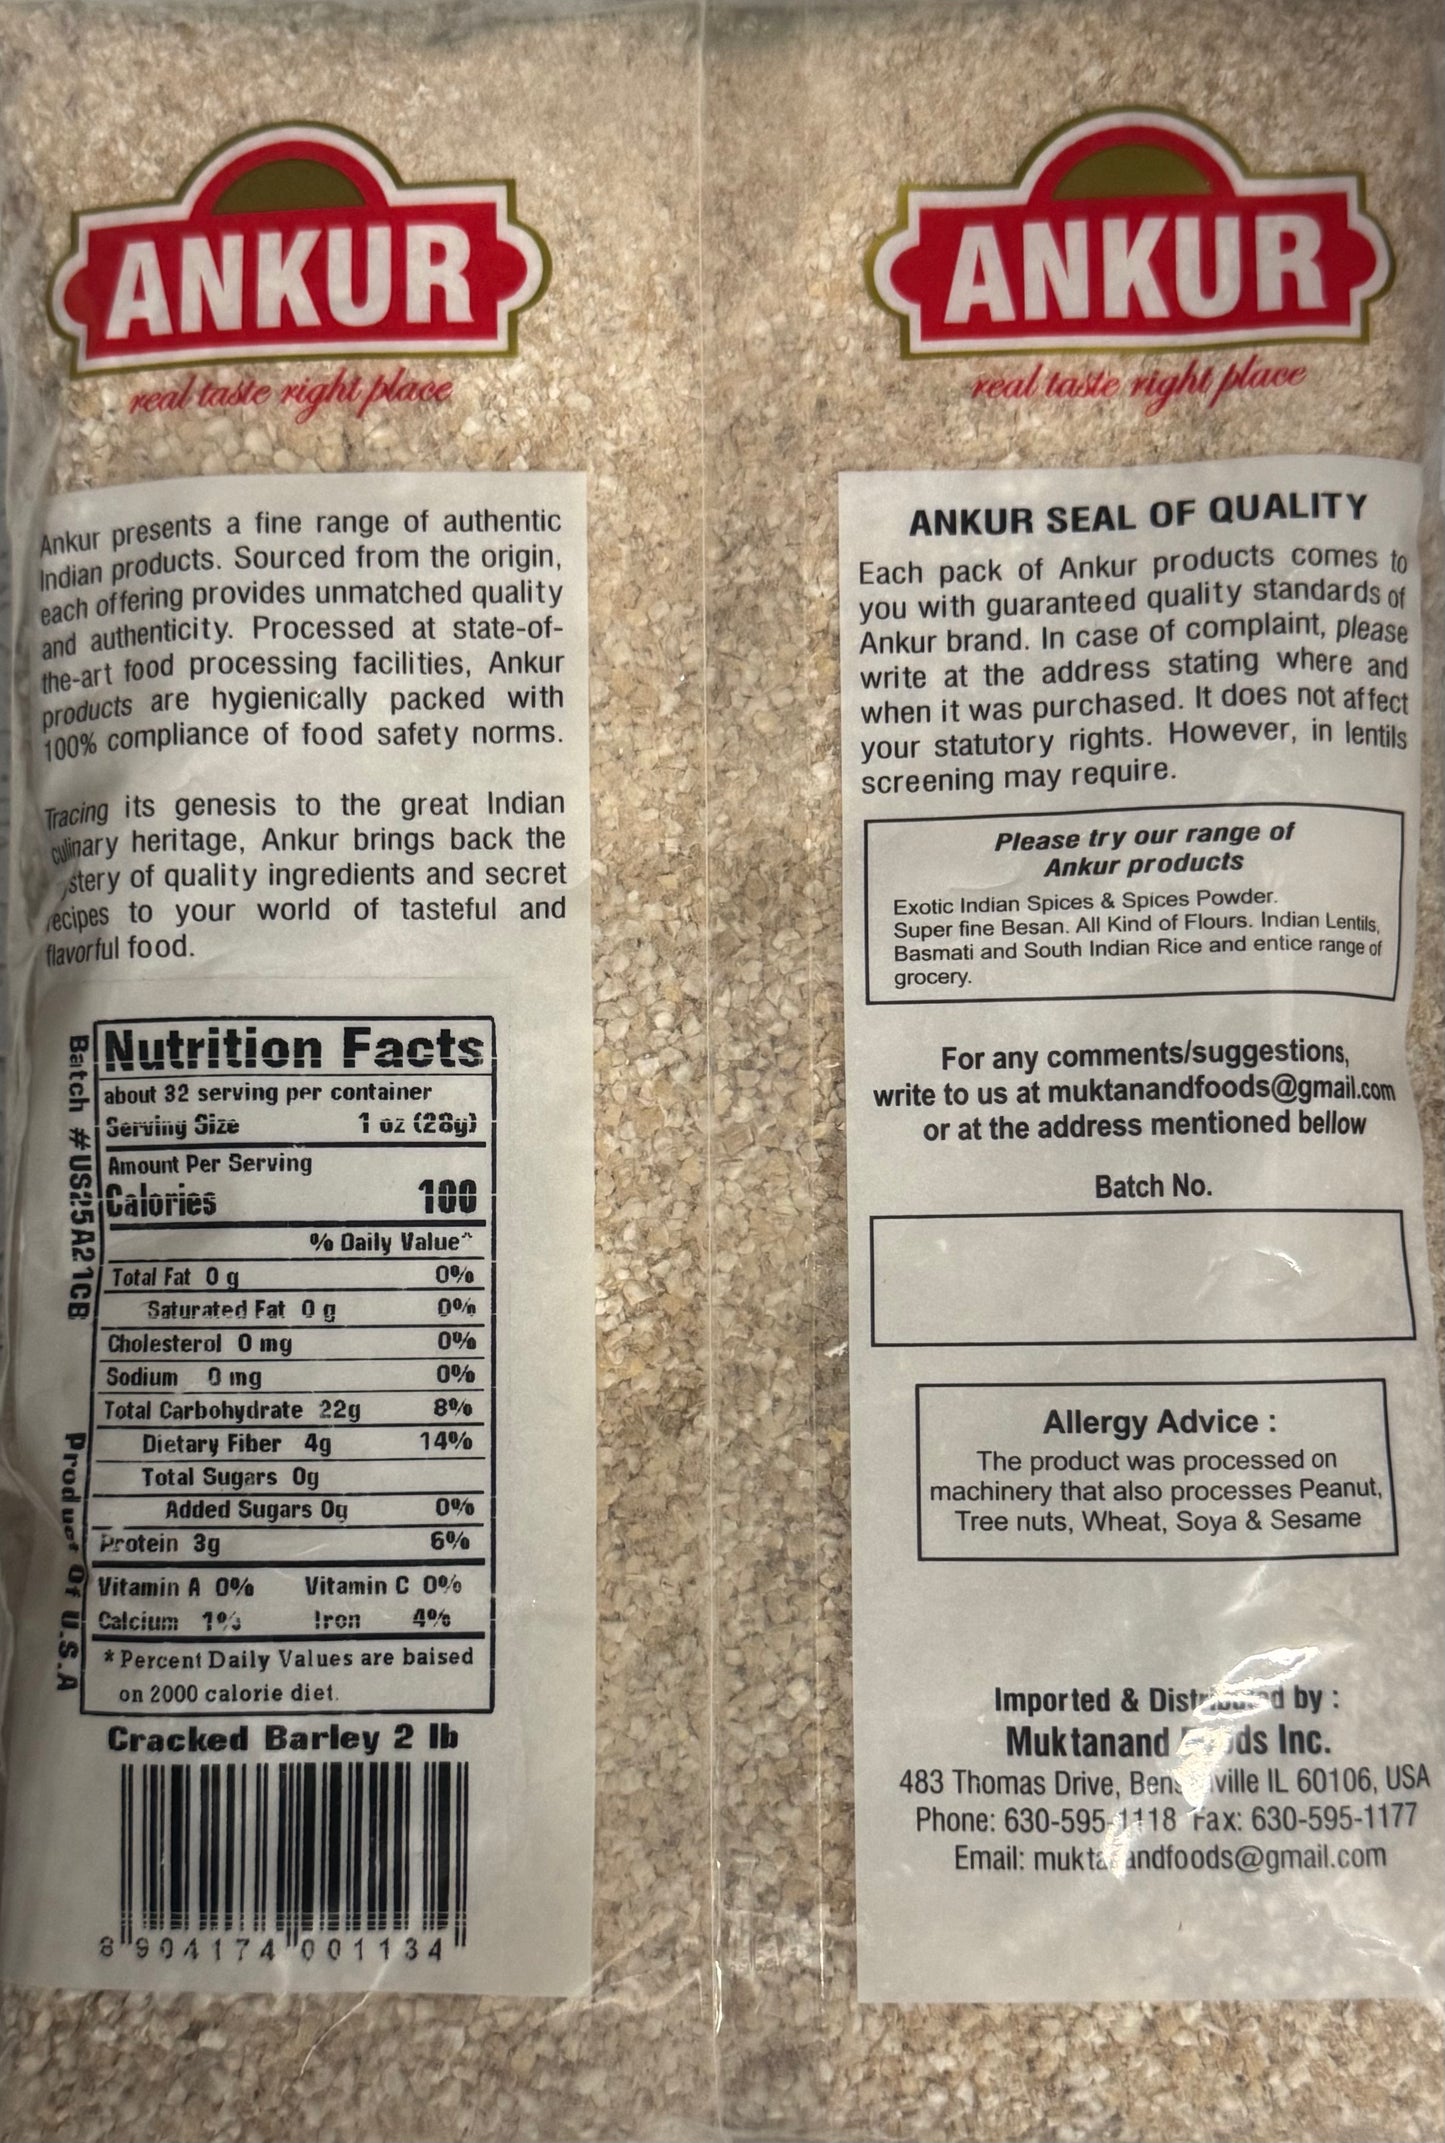 ANKUR
real taste right place
Ankur presents a fine range of authentic
Indian products. Sourced from the origin,
each offering provides unmatched quality
and authenticity. Processed at state-of-
the-art food processing facilities, Ankur
products are hygienically packed with
100% compliance of food safety norms.
Tracing its genesis to the great Indian
culinary heritage, Ankur brings back the
stery of quality ingredients and secret
recipes to your world of tasteful and
flavorful food.
Batch #US25A21CB
Product Of U.S.A
Nutrition Facts
about 32 serving per container
Serving Size 1 oz (28g)
Amount Per Serving
Calories 100
% Daily Value*
Total Fat 0 g 0%
Saturated Fat 0 g 0%
Cholesterol 0 mg 0%
Sodium 0 mg 0%
Total Carbohydrate 22g 8%
Dietary Fiber 4g 14%
Total Sugars 0g
Added Sugars 0g 0%
Protein 3g 6%
Vitamin A 0% Vitamin C 0%
Calcium 1% Iron 4%
* Percent Daily Values are baised
on 2000 calorie diet.
Cracked Barley 2 lb
8 904174 001134
ANKUR
real taste right place
ANKUR SEAL OF QUALITY
Each pack of Ankur products comes to
you with guaranteed quality standards of
Ankur brand. In case of complaint, please
write at the address stating where and
when it was purchased. It does not affect
your statutory rights. However, in lentils
screening may require.
Please try our range of
Ankur products
Exotic Indian Spices & Spices Powder.
Super fine Besan. All Kind of Flours. Indian Lentils,
Basmati and South Indian Rice and entice range of
grocery.
For any comments/suggestions,
write to us at muktanandfoods@gmail.com
or at the address mentioned bellow
Batch No.
Allergy Advice :
The product was processed on
machinery that also processes Peanut,
Tree nuts, Wheat, Soya & Sesame
Imported & Distributed by :
Muktanand Foods Inc.
483 Thomas Drive, Bensenville IL 60106, USA
Phone: 630-595-1118 Fax: 630-595-1177
Email: muktanandfoods@gmail.com